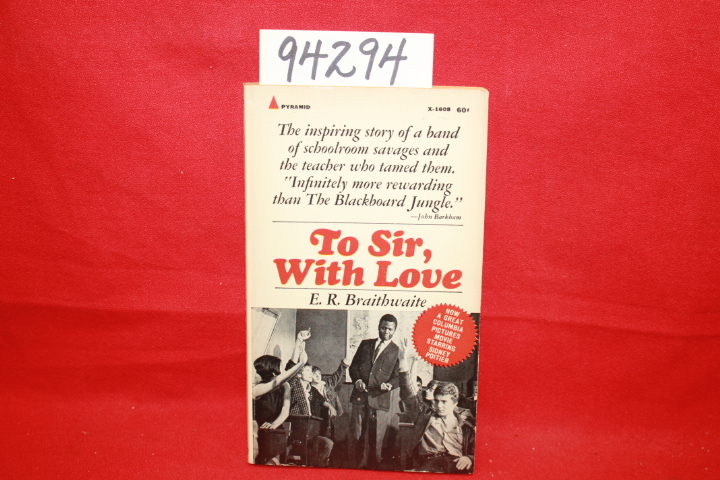 94294
PYRAMID X-1608 60¢
The inspiring story of a band
of schoolroom savages and
the teacher who tamed them.
"Infinitely more rewarding
than The Blackboard Jungle."
—John Barkham
To Sir,
With Love
E. R. Braithwaite
NOW
A GREAT
COLUMBIA
PICTURES
MOVIE
STARRING
SIDNEY
POITIER